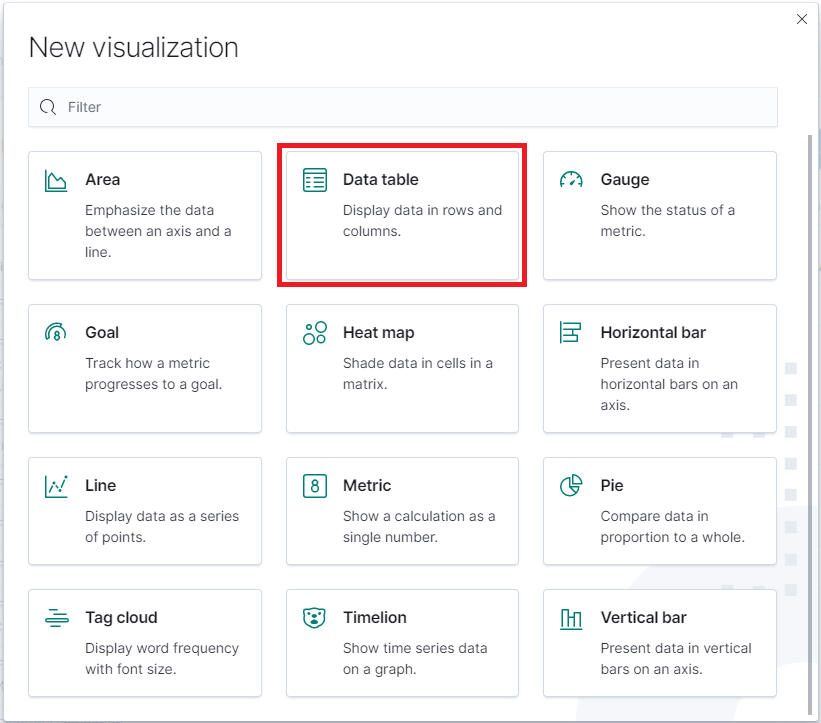 New visualization
Filter
Area
Emphasize the data
between an axis and a
line.
Data table
Display data in rows and
columns.
Gauge
Show the status of a
metric.
Goal
Track how a metric
progresses to a goal.
Heat map
Shade data in cells in a
matrix.
Horizontal bar
Present data in
horizontal bars on an
axis.
Line
Display data as a series
of points.
8
Metric
Show a calculation as a
single number.
Pie
Compare data in
proportion to a whole.
Tag cloud
Display word frequency
with font size.
Timelion
Show time series data
on a graph.
Vertical bar
Present data in vertical
bars on an axis.